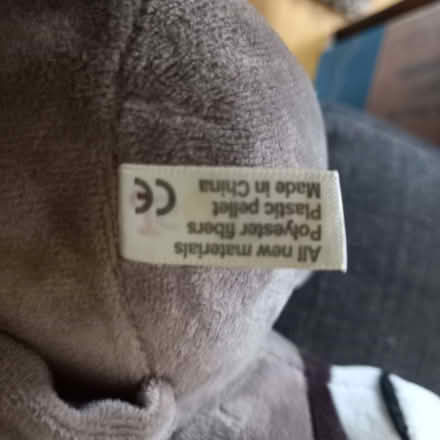 All new materials
Polyester fibers
Plastic pellet
Made in China
CE